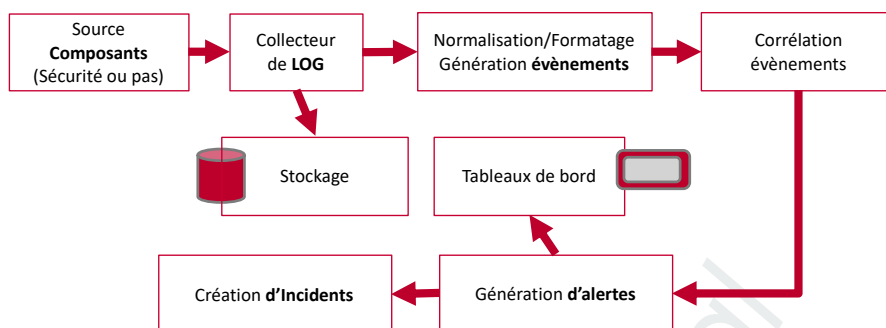 Source
Composants
(Sécurité ou pas)
Collecteur
de LOG
Normalisation/Formatage
Génération évènements
Corrélation
évènements
Stockage
Tableaux de bord
Création d'Incidents
Génération d'alertes